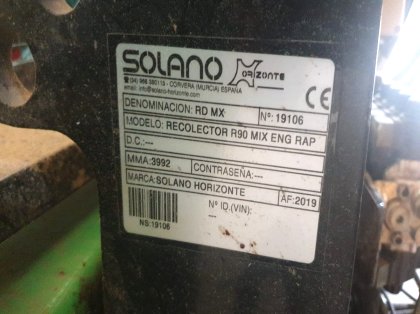 SOLANO HORIZONTE
(34) 968 380115 - CORVERA (MURCIA) ESPAÑA
email: info@solano-horizonte.com
CE
DENOMINACION: RD MX Nº: 19106
MODELO: RECOLECTOR R90 MIX ENG RAP
D.C.:---
MMA:3992 CONTRASEÑA:---
MARCA:SOLANO HORIZONTE AF:2019
Nº ID.(VIN):
---
NS:19106